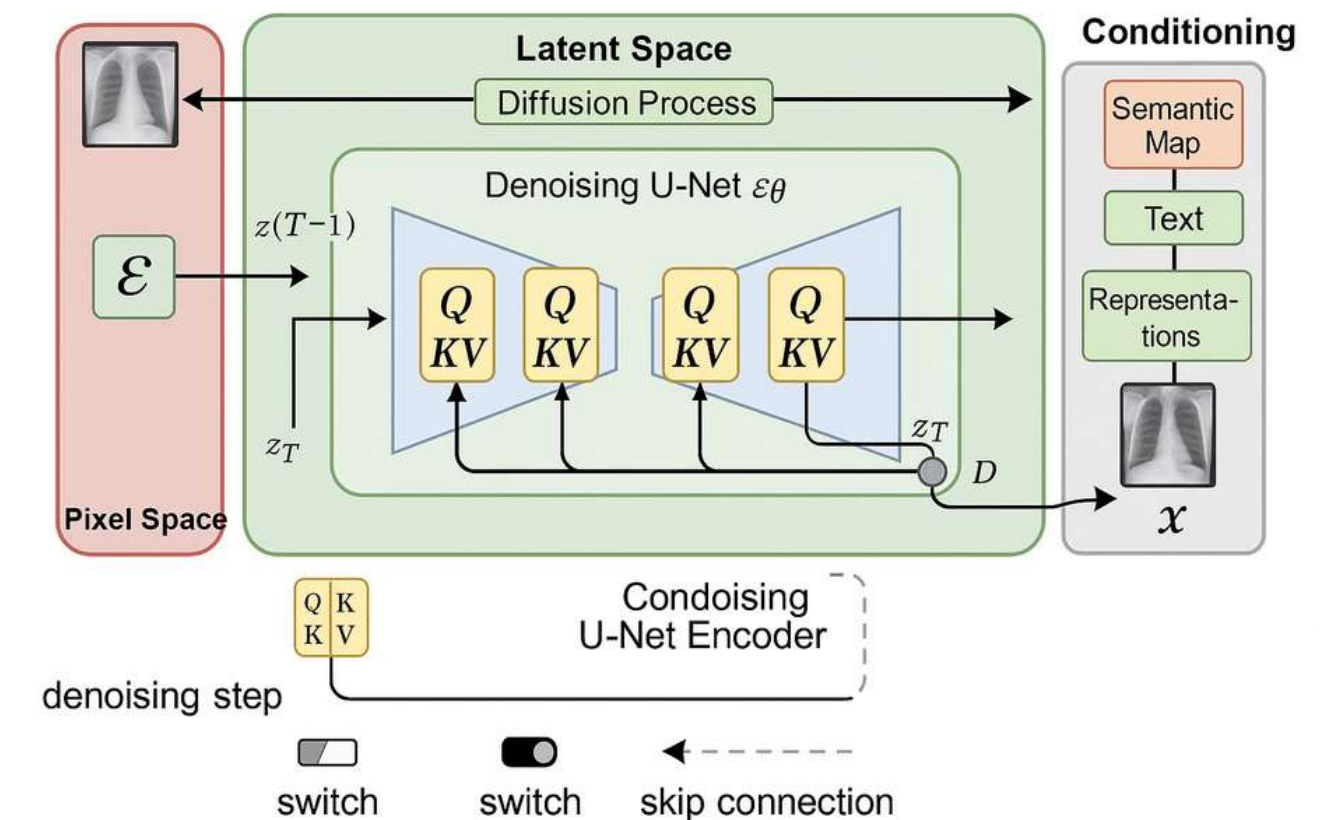 Latent Space
Diffusion Process
Conditioning
Semantic
Map
Text
Representa-
tions
x
Denoising U-Net εθ
z(T−1)
ℰ
Q
KV
Q
KV
Q
KV
Q
KV
zT
zT
D
Pixel Space
Q K
K V
Condoising
U-Net Encoder
denoising step
switch
switch
skip connection